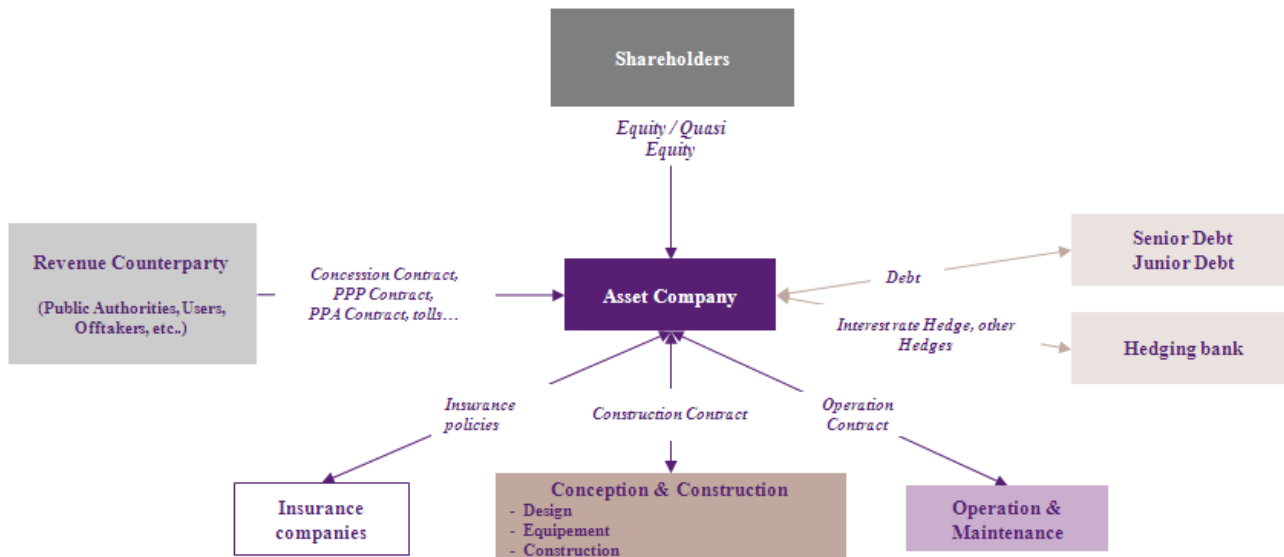 Shareholders
Equity / Quasi
Equity
Revenue Counterparty
(Public Authorities, Users,
Offtakers, etc..)
Concession Contract,
PPP Contract,
PPA Contract, tolls…
Asset Company
Debt
Senior Debt
Junior Debt
Interest rate Hedge, other
Hedges
Hedging bank
Insurance
policies
Construction Contract
Operation
Contract
Insurance
companies
Conception & Construction
- Design
- Equipement
- Construction
Operation &
Maintenance